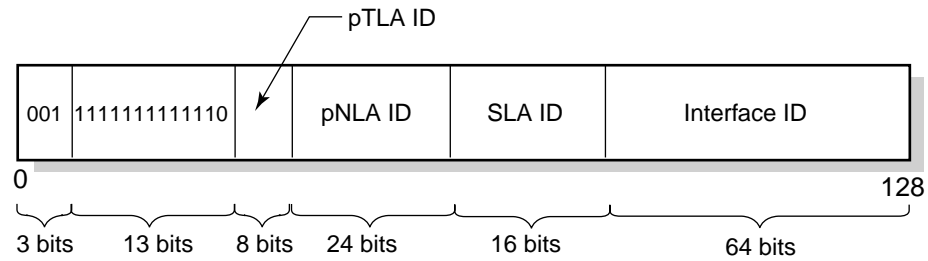 pTLA ID
001 1111111111110 pNLA ID SLA ID Interface ID
0 128
3 bits 13 bits 8 bits 24 bits 16 bits 64 bits